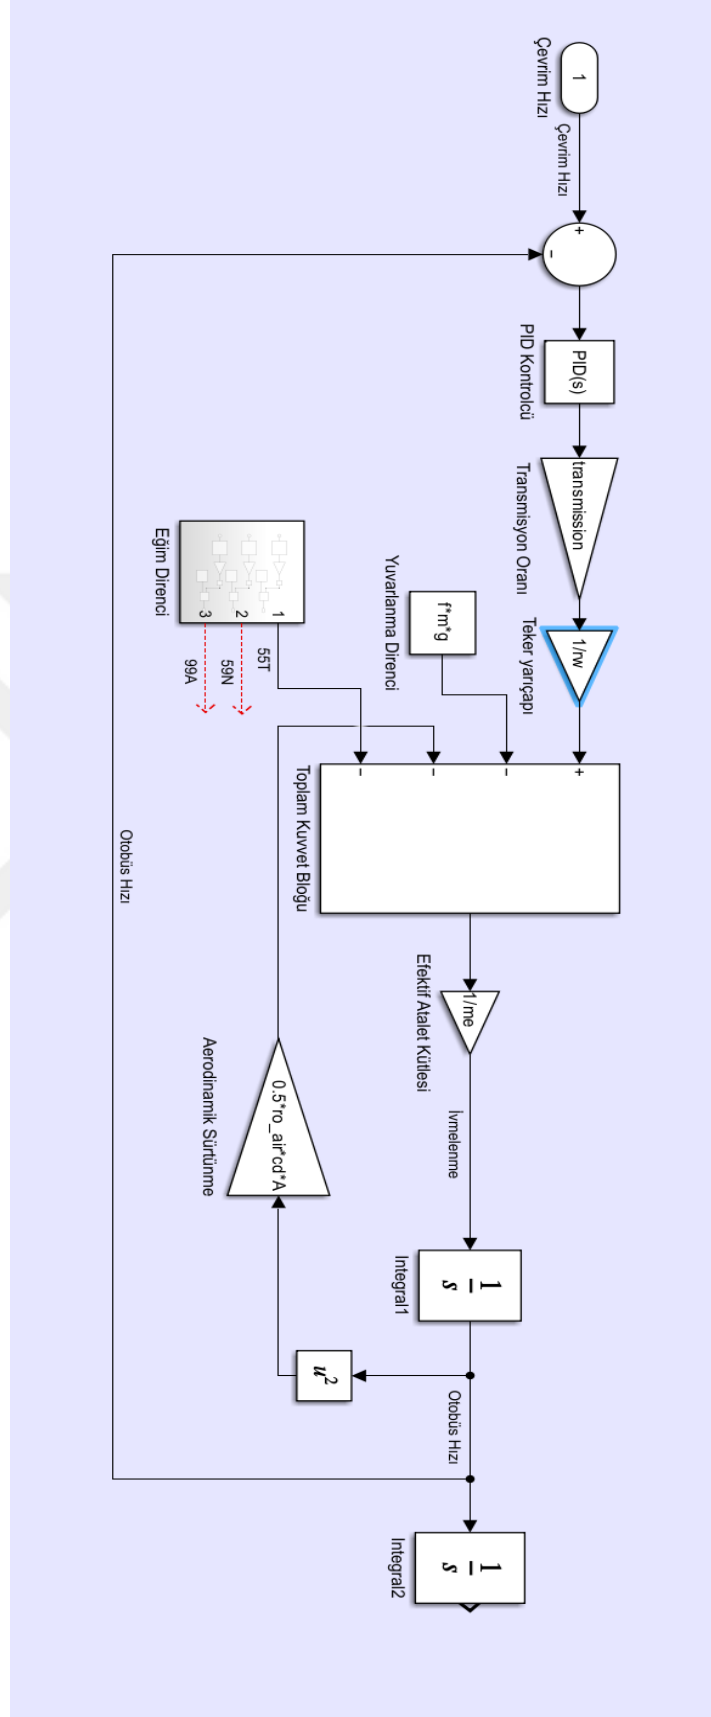 1
Çevrim Hızı
Çevrim Hızı
+
−
PID(s)
PID Kontrolcü
transmission
Transmisyon Oranı
1/rw
Teker yarıçapı
f*m*g
Yuvarlanma Direnci
1
2
3
Eğim Direnci
55T
59N
99A
+
−
−
−
Toplam Kuvvet Bloğu
1/me
Efektif Atalet Kütlesi
İvmelenme
1
s
Integral1
Otobüs Hızı
u²
0.5*ro_air*cd*A
Aerodinamik Sürtünme
Otobüs Hızı
1
s
Integral2